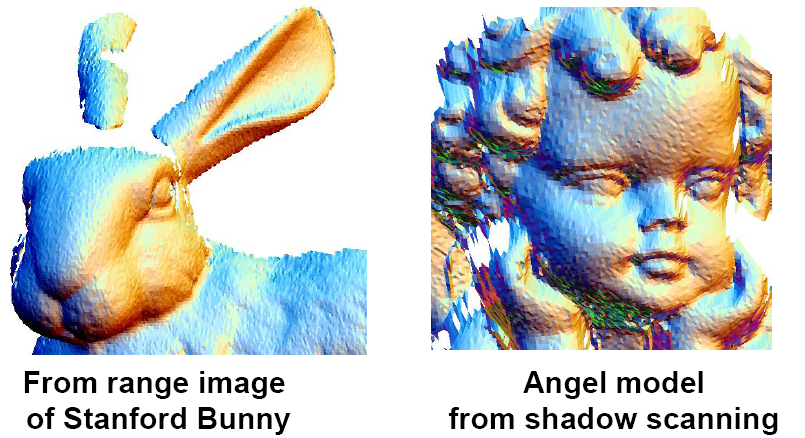 From range image
of Stanford Bunny
Angel model
from shadow scanning